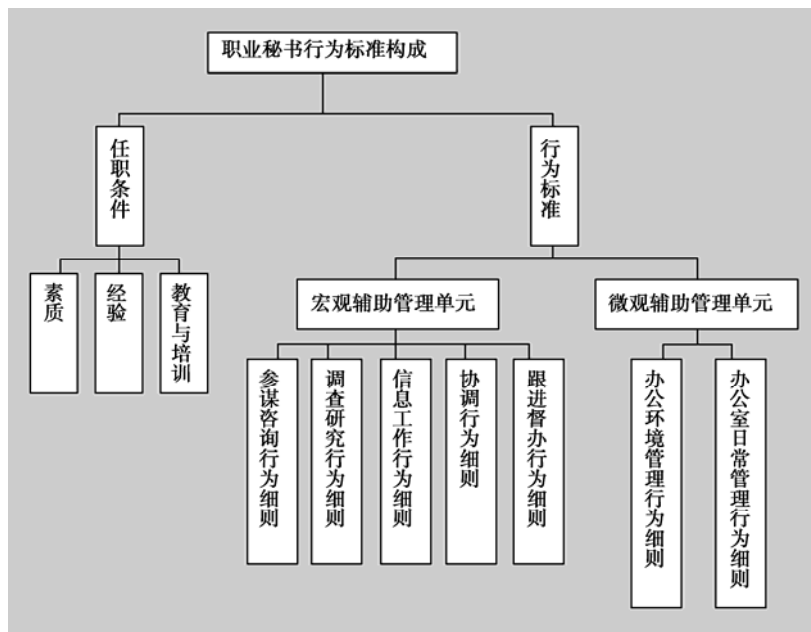 职业秘书行为标准构成
任职条件
行为标准
素质
经验
教育与培训
宏观辅助管理单元
微观辅助管理单元
参谋咨询行为细则
调查研究行为细则
信息工作行为细则
协调行为细则
跟进督办行为细则
办公环境管理行为细则
办公室日常管理行为细则